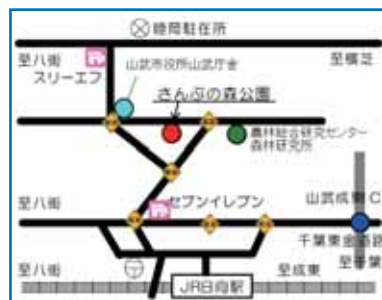 睦岡駐在所
至八街
至横芝
スリーエフ
山武市役所山武庁舎
さんぶの森公園
農林総合研究センター
森林研究所
至八街
セブンイレブン
山武成東IC
千葉東金道路
至八街
至成東
至千葉
JR日向駅